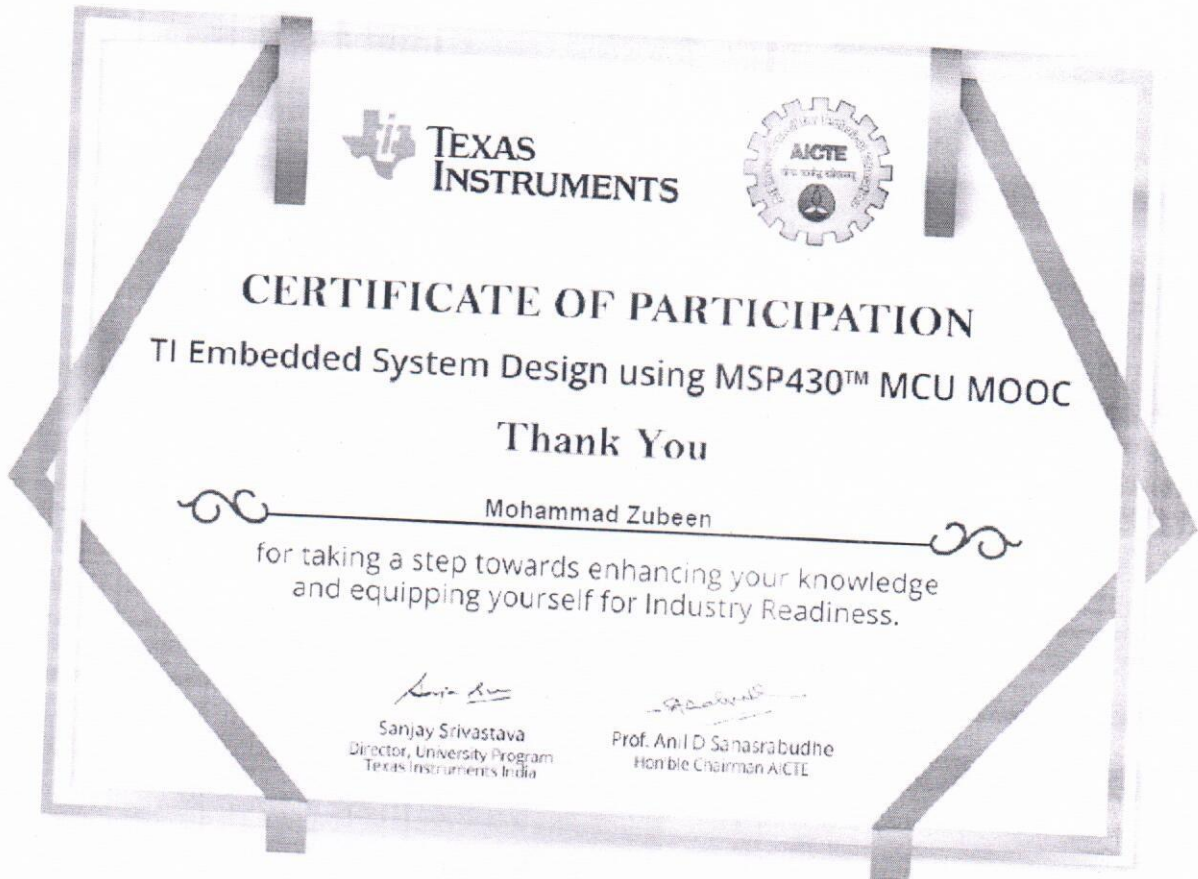 TEXAS
INSTRUMENTS
AICTE
CERTIFICATE OF PARTICIPATION
TI Embedded System Design using MSP430™ MCU MOOC
Thank You
Mohammad Zubeen
for taking a step towards enhancing your knowledge
and equipping yourself for Industry Readiness.
Sanjay Srivastava
Director, University Program
Texas Instruments India
Prof. Anil D Sahasrabudhe
Hon'ble Chairman AICTE